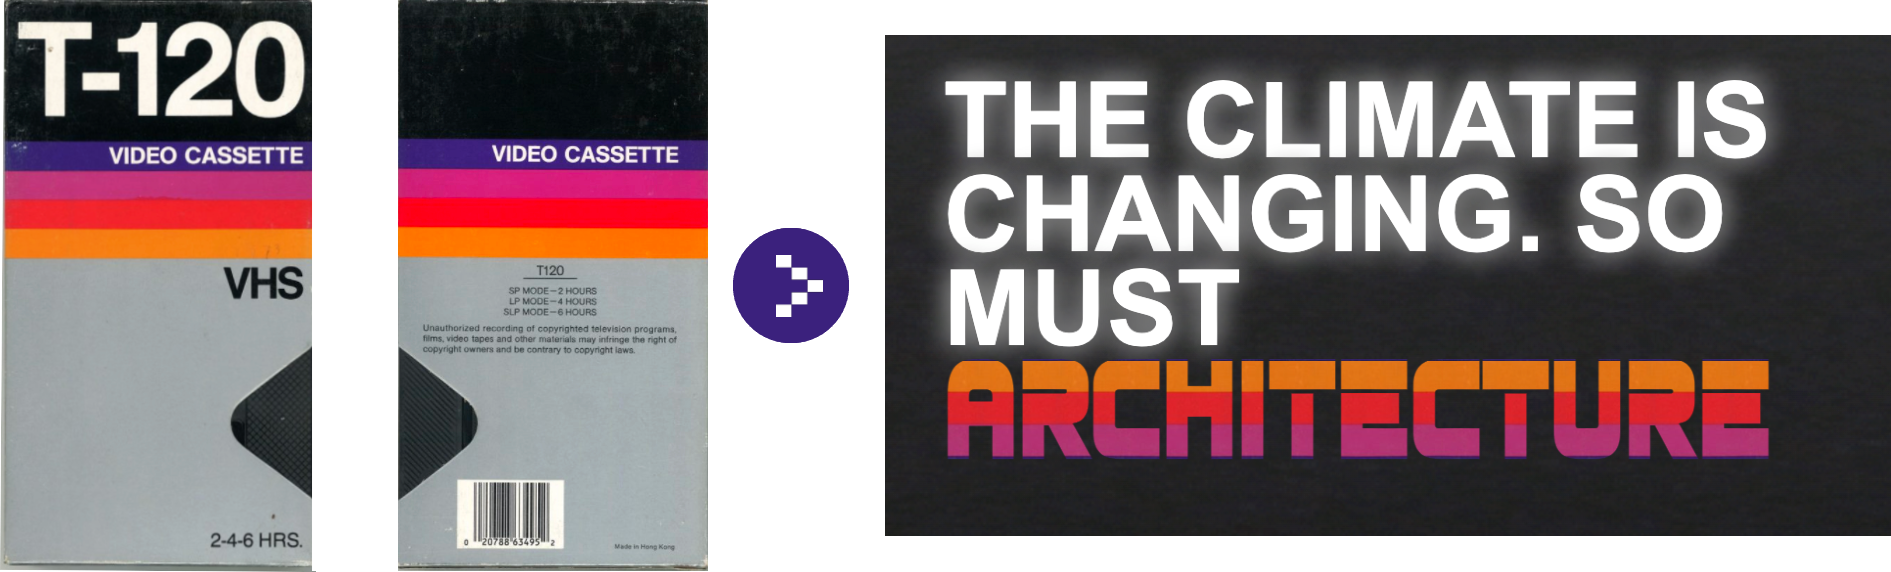 T-120
VIDEO CASSETTE
VHS
2-4-6 HRS.
VIDEO CASSETTE
T120
SP MODE–2 HOURS
LP MODE–4 HOURS
SLP MODE–6 HOURS
Unauthorized recording of copyrighted television programs,
films, video tapes and other materials may infringe the right of
copyright owners and be contrary to copyright laws.
0 20788 63495 2
Made in Hong Kong
THE CLIMATE IS
CHANGING. SO
MUST
ARCHITECTURE